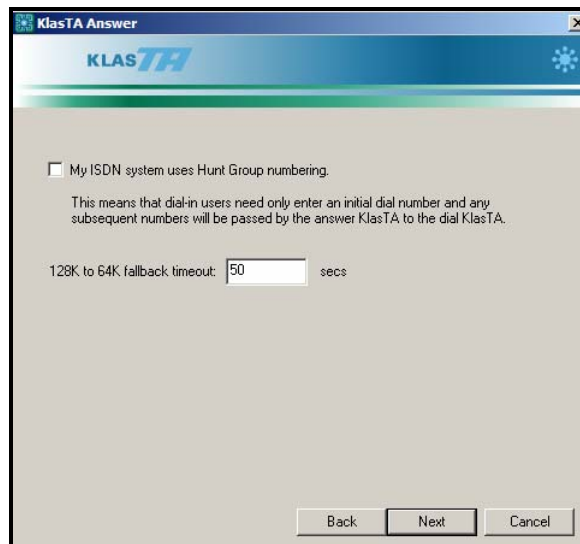 KlasTA Answer
KLASTA
My ISDN system uses Hunt Group numbering.
This means that dial-in users need only enter an initial dial number and any
subsequent numbers will be passed by the answer KlasTA to the dial KlasTA.
128K to 64K fallback timeout: 50 secs
Back Next Cancel